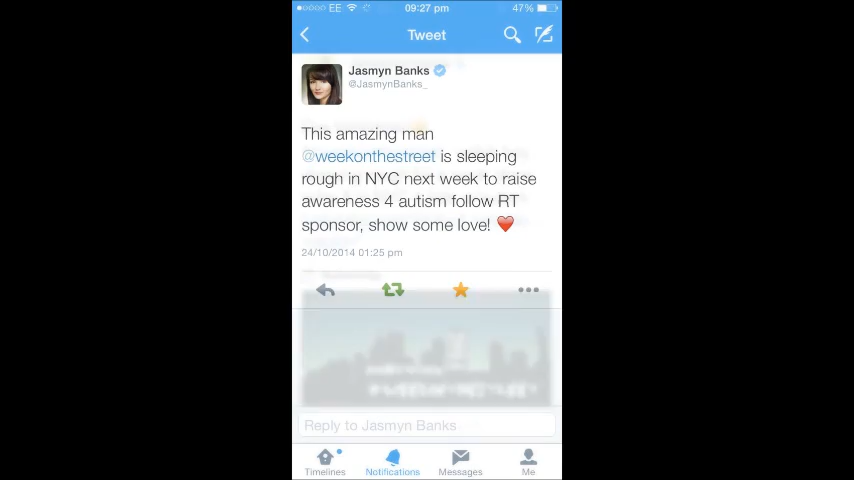 EE 09:27 pm 47%
Tweet
Jasmyn Banks
@JasmynBanks_
This amazing man
@weekonthestreet is sleeping
rough in NYC next week to raise
awareness 4 autism follow RT
sponsor, show some love! ❤️
24/10/2014 01:25 pm
Reply to Jasmyn Banks
Timelines Notifications Messages Me